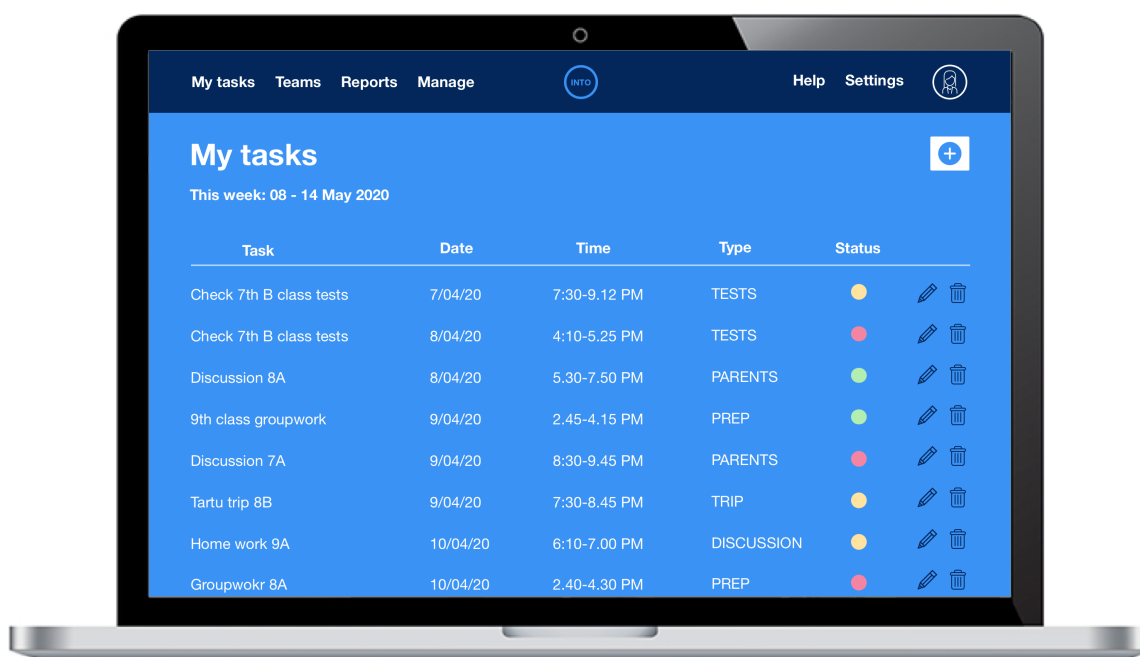 My tasks Teams Reports Manage INTO Help Settings
My tasks
This week: 08 - 14 May 2020
Task Date Time Type Status
Check 7th B class tests 7/04/20 7:30-9.12 PM TESTS
Check 7th B class tests 8/04/20 4:10-5.25 PM TESTS
Discussion 8A 8/04/20 5.30-7.50 PM PARENTS
9th class groupwork 9/04/20 2.45-4.15 PM PREP
Discussion 7A 9/04/20 8:30-9.45 PM PARENTS
Tartu trip 8B 9/04/20 7:30-8.45 PM TRIP
Home work 9A 10/04/20 6:10-7.00 PM DISCUSSION
Groupwokr 8A 10/04/20 2.40-4.30 PM PREP